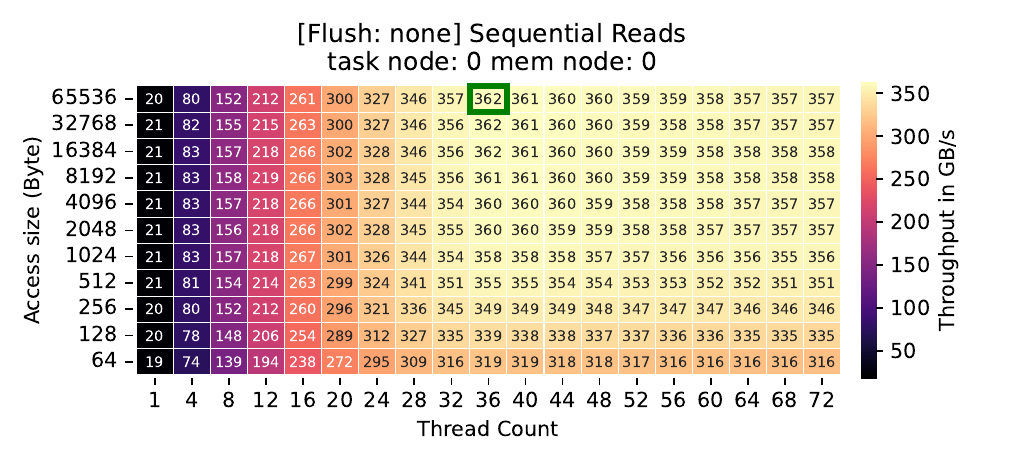 [Flush: none] Sequential Reads
task node: 0 mem node: 0
Access size (Byte)
65536 20 80 152 212 261 300 327 346 357 362 361 360 360 359 359 358 357 357 357
32768 21 82 155 215 263 300 327 346 356 362 361 360 360 359 358 358 357 357 357
16384 21 83 157 218 266 302 328 346 356 362 361 360 360 359 359 358 358 358 358
8192 21 83 158 219 266 303 328 345 356 361 361 360 360 359 359 358 358 358 358
4096 21 83 157 218 266 301 327 344 354 360 360 360 359 358 358 358 357 357 357
2048 21 83 156 218 266 302 328 345 355 360 360 359 359 358 358 357 357 357 357
1024 21 83 157 218 267 301 326 344 354 358 358 358 357 357 356 356 356 355 356
512 21 81 154 214 263 299 324 341 351 355 355 354 354 353 353 352 352 351 351
256 20 80 152 212 260 296 321 336 345 349 349 349 348 347 347 347 346 346 346
128 20 78 148 206 254 289 312 327 335 339 338 338 337 337 336 336 335 335 335
64 19 74 139 194 238 272 295 309 316 319 319 318 318 317 316 316 316 316 316
1 4 8 12 16 20 24 28 32 36 40 44 48 52 56 60 64 68 72
Thread Count
350
300
250
200
150
100
50
Throughput in GB/s